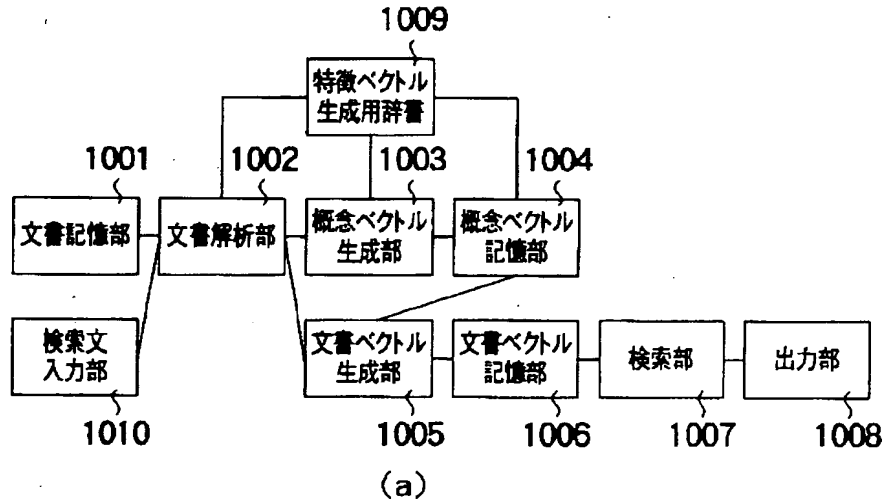 1009
特徴ベクトル
生成用辞書
1001
1002
1003
1004
文書記憶部
文書解析部
概念ベクトル
生成部
概念ベクトル
記憶部
検索文
入力部
文書ベクトル
生成部
文書ベクトル
記憶部
検索部
出力部
1010
1005
1006
1007
1008
(a)